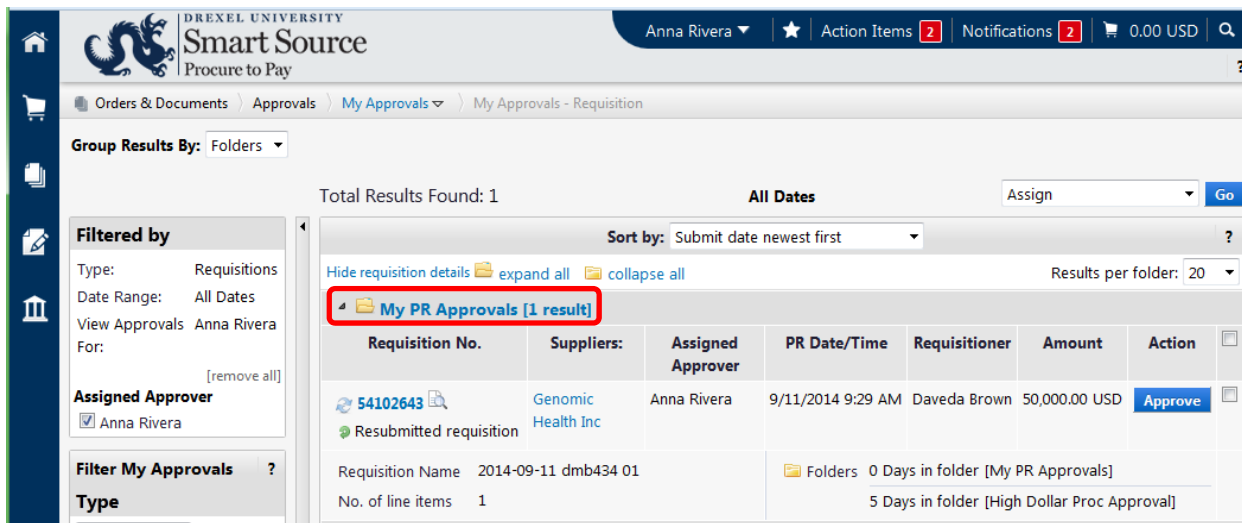 DREXEL UNIVERSITY
Smart Source
Procure to Pay
Anna Rivera
Action Items 2
Notifications 2
0.00 USD
?
Orders & Documents
Approvals
My Approvals
My Approvals - Requisition
Group Results By: Folders
Total Results Found: 1
All Dates
Assign
Go
Filtered by
Type: Requisitions
Date Range: All Dates
View Approvals For: Anna Rivera
[remove all]
Assigned Approver
Anna Rivera
Filter My Approvals ?
Type
Sort by: Submit date newest first
?
Hide requisition details expand all collapse all
Results per folder: 20
My PR Approvals [1 result]
Requisition No. Suppliers: Assigned Approver PR Date/Time Requisitioner Amount Action
54102643 Genomic Health Inc Anna Rivera 9/11/2014 9:29 AM Daveda Brown 50,000.00 USD Approve
Resubmitted requisition
Requisition Name 2014-09-11 dmb434 01
No. of line items 1
Folders 0 Days in folder [My PR Approvals]
5 Days in folder [High Dollar Proc Approval]